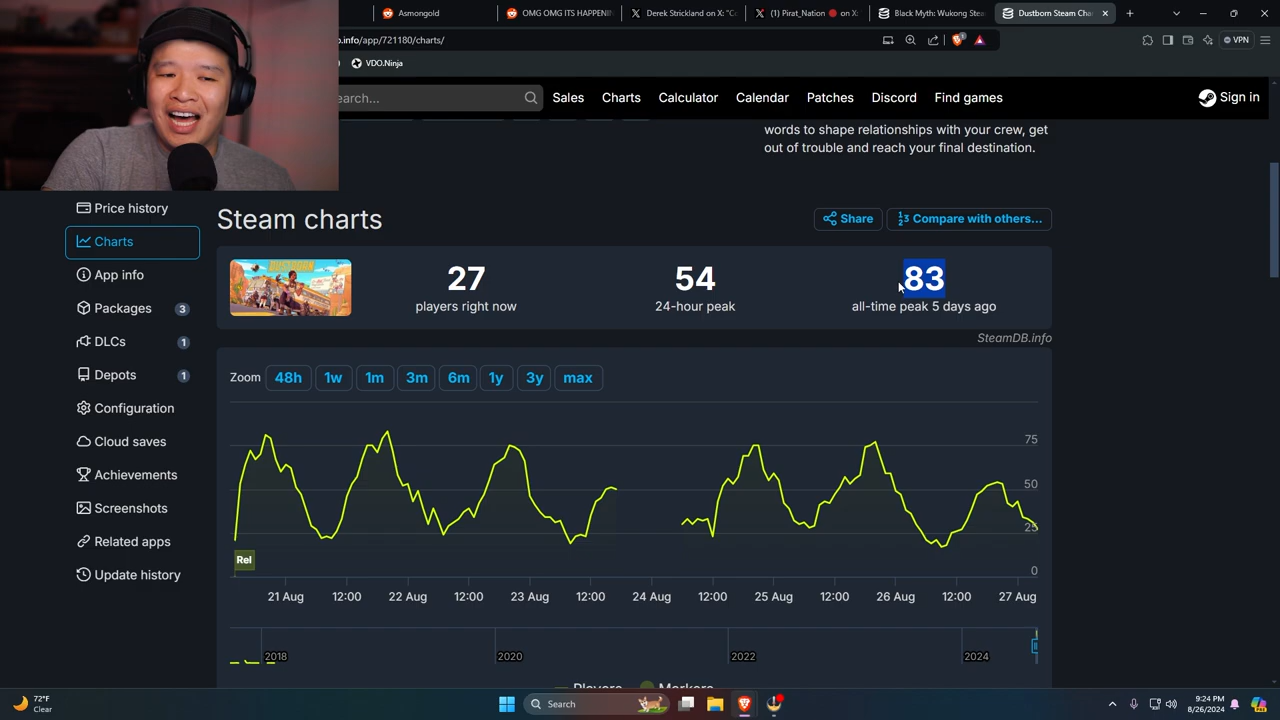 Asmongold
OMG OMG ITS HAPPENIN
Derek Strickland on X: "Co
(1) Pirat_Nation 🔴 on X:
Black Myth: Wukong Stea
Dustborn Steam Char
.info/app/721180/charts/
VPN
VDO.Ninja
earch...
Sales
Charts
Calculator
Calendar
Patches
Discord
Find games
Sign in
words to shape relationships with your crew, get
out of trouble and reach your final destination.
Price history
Charts
App info
Packages 3
DLCs 1
Depots 1
Configuration
Cloud saves
Achievements
Screenshots
Related apps
Update history
Steam charts
Share
Compare with others...
DUSTBORN
27
players right now
54
24-hour peak
83
all-time peak 5 days ago
SteamDB.info
Zoom 48h 1w 1m 3m 6m 1y 3y max
75
50
25
0
Rel
21 Aug 12:00 22 Aug 12:00 23 Aug 12:00 24 Aug 12:00 25 Aug 12:00 26 Aug 12:00 27 Aug
2018 2020 2022 2024
Players Markers
72°F
Clear
Search
9:24 PM
8/26/2024